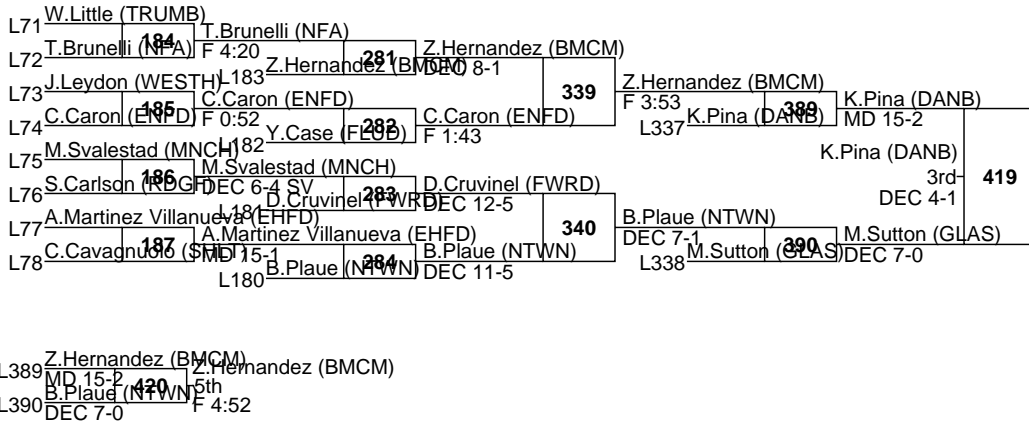 L71 W.Little (TRUMB)
184
L72 T.Brunelli (NFA)
T.Brunelli (NFA)
F 4:20
281
L183 Z.Hernandez (BMCM)
Z.Hernandez (BMCM)
DEC 8-1
L73 J.Leydon (WESTH)
185
L74 C.Caron (ENFD)
C.Caron (ENFD)
F 0:52
282
L182 Y.Case (FLUD)
C.Caron (ENFD)
F 1:43
339
Z.Hernandez (BMCM)
F 3:53
389
L337 K.Pina (DANB)
K.Pina (DANB)
MD 15-2
L75 M.Svalestad (MNCH)
186
L76 S.Carlson (RDGF)
M.Svalestad (MNCH)
DEC 6-4 SV
283
L181 D.Cruvinel (FWRD)
D.Cruvinel (FWRD)
DEC 12-5
L77 A.Martinez Villanueva (EHFD)
187
L78 C.Cavagnuolo (SHLT)
A.Martinez Villanueva (EHFD)
MD 15-1
284
L180 B.Plaue (NTWN)
B.Plaue (NTWN)
DEC 11-5
340
B.Plaue (NTWN)
DEC 7-1
390
L338 M.Sutton (GLAS)
M.Sutton (GLAS)
DEC 7-0
419
K.Pina (DANB)
3rd
DEC 4-1
L389 Z.Hernandez (BMCM)
MD 15-2
420
L390 B.Plaue (NTWN)
DEC 7-0
Z.Hernandez (BMCM)
5th
F 4:52